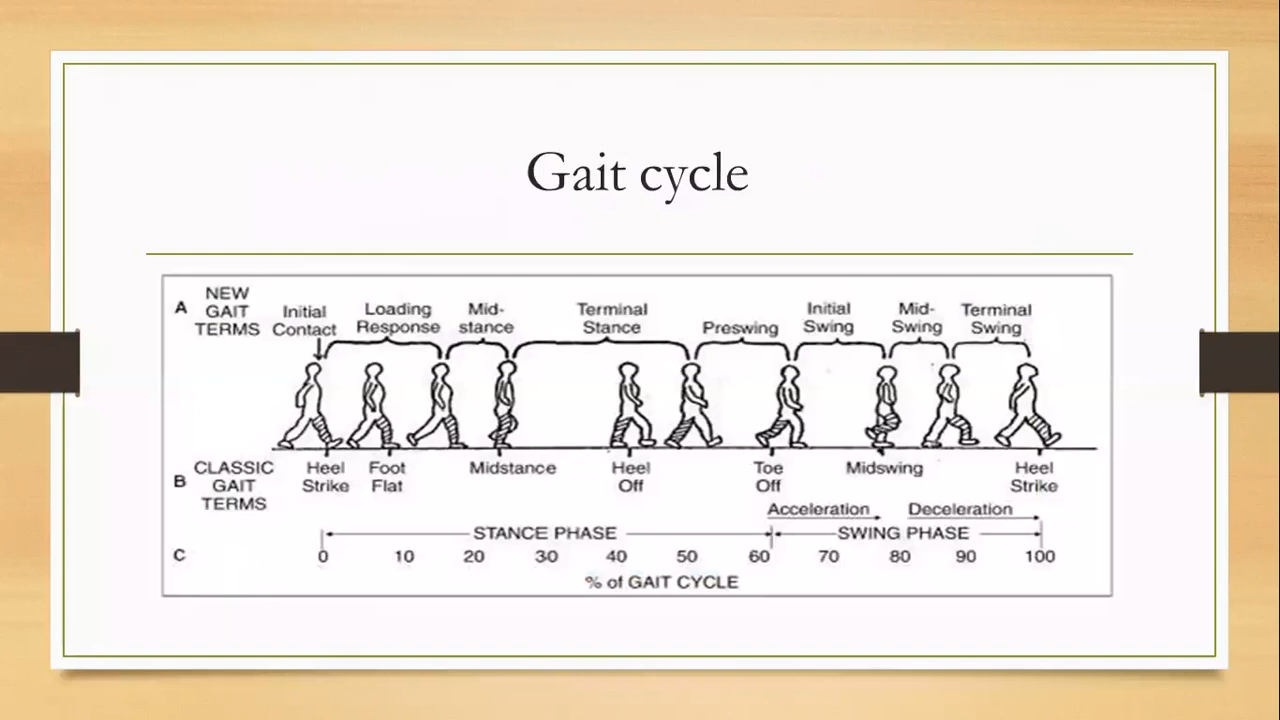 Gait cycle
A
NEW
GAIT
TERMS
Initial
Contact
Loading
Response
Mid-
stance
Terminal
Stance
Preswing
Initial
Swing
Mid-
Swing
Terminal
Swing
B
CLASSIC
GAIT
TERMS
Heel
Strike
Foot
Flat
Midstance
Heel
Off
Toe
Off
Midswing
Heel
Strike
Acceleration
Deceleration
STANCE PHASE
SWING PHASE
C
0 10 20 30 40 50 60 70 80 90 100
% of GAIT CYCLE